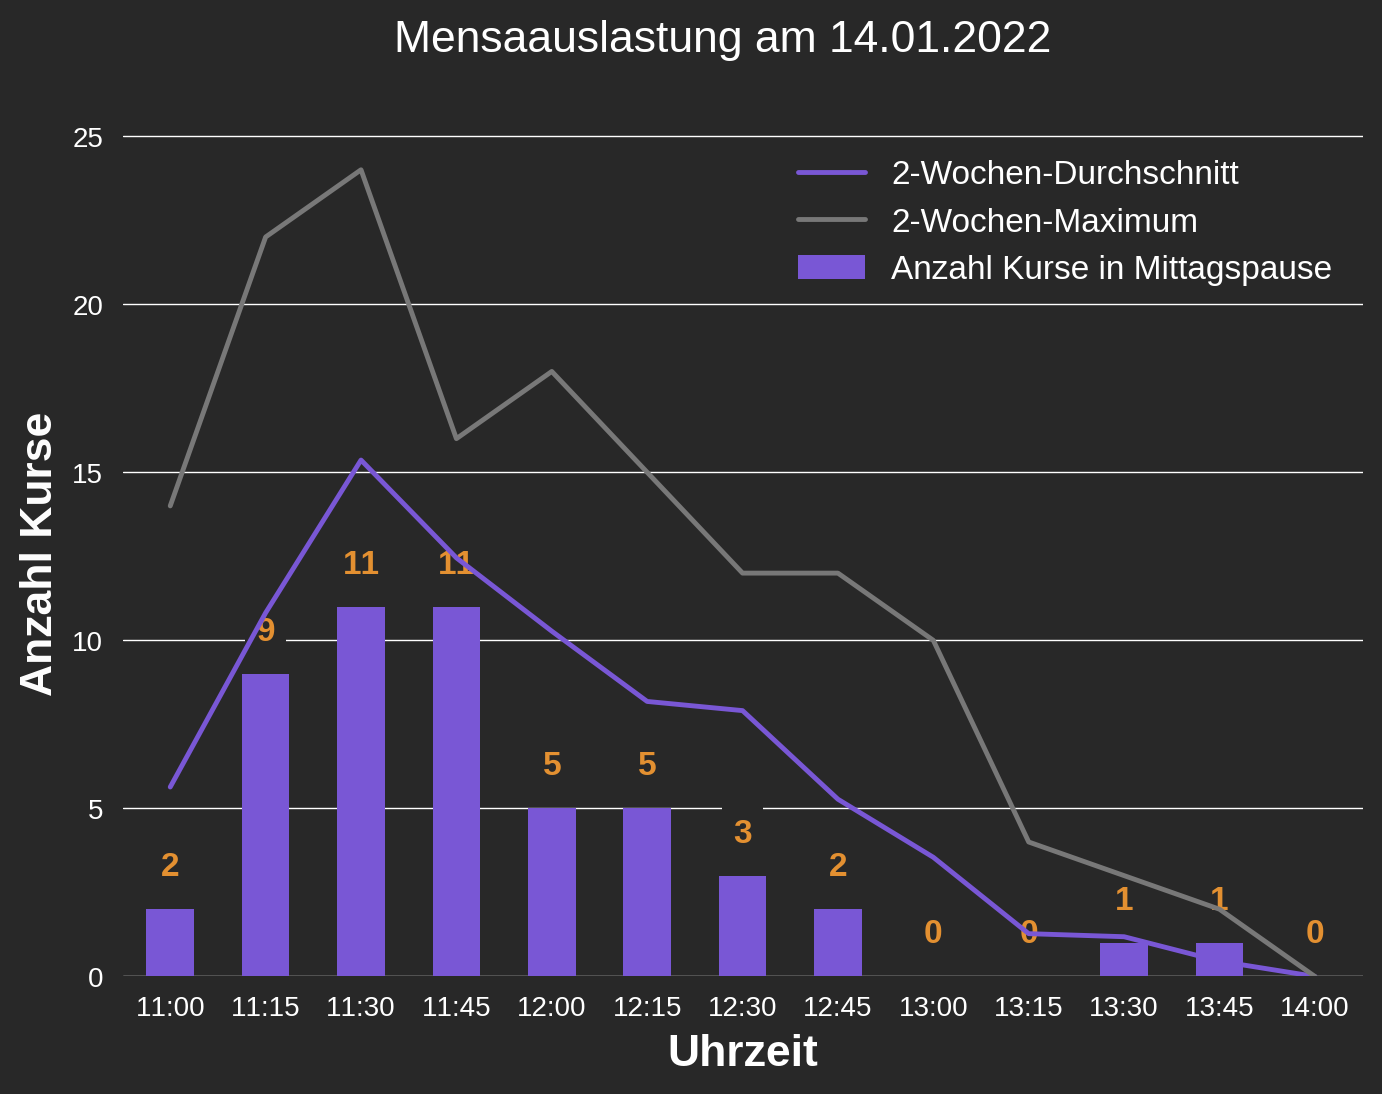 Mensaauslastung am 14.01.2022
25
20
15
10
5
0
Anzahl Kurse
2-Wochen-Durchschnitt
2-Wochen-Maximum
Anzahl Kurse in Mittagspause
2
9
11
11
5
5
3
2
0
0
1
1
0
11:00 11:15 11:30 11:45 12:00 12:15 12:30 12:45 13:00 13:15 13:30 13:45 14:00
Uhrzeit